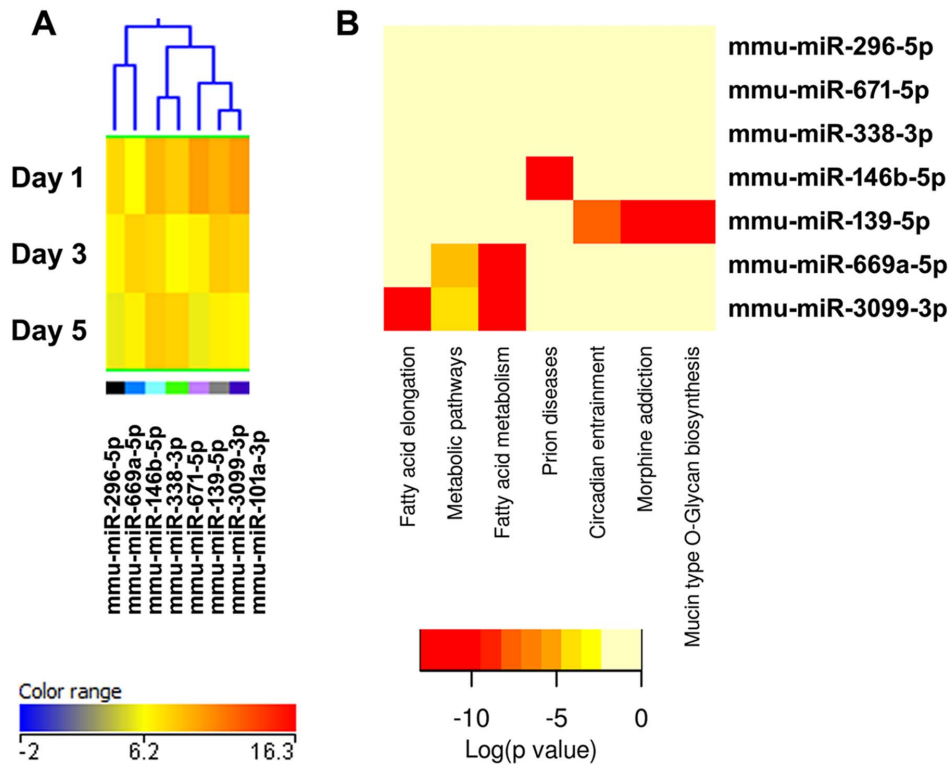 A
Day 1
Day 3
Day 5
mmu-miR-296-5p
mmu-miR-669a-5p
mmu-miR-146b-5p
mmu-miR-338-3p
mmu-miR-671-5p
mmu-miR-139-5p
mmu-miR-3099-3p
mmu-miR-101a-3p
Color range
-2 6.2 16.3
B
mmu-miR-296-5p
mmu-miR-671-5p
mmu-miR-338-3p
mmu-miR-146b-5p
mmu-miR-139-5p
mmu-miR-669a-5p
mmu-miR-3099-3p
Fatty acid elongation
Metabolic pathways
Fatty acid metabolism
Prion diseases
Circadian entrainment
Morphine addiction
Mucin type O-Glycan biosynthesis
-10 -5 0
Log(p value)